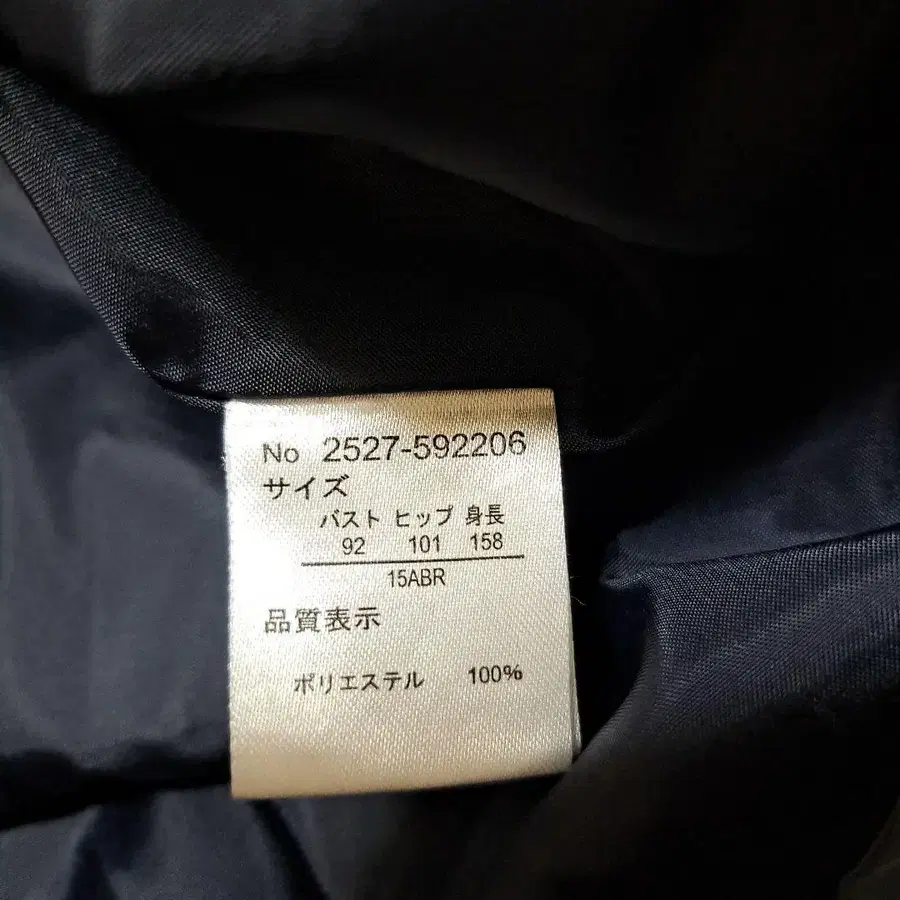 No 2527-592206
サイズ
バスト ヒップ 身長
92 101 158
15ABR
品質表示
ポリエステル 100%